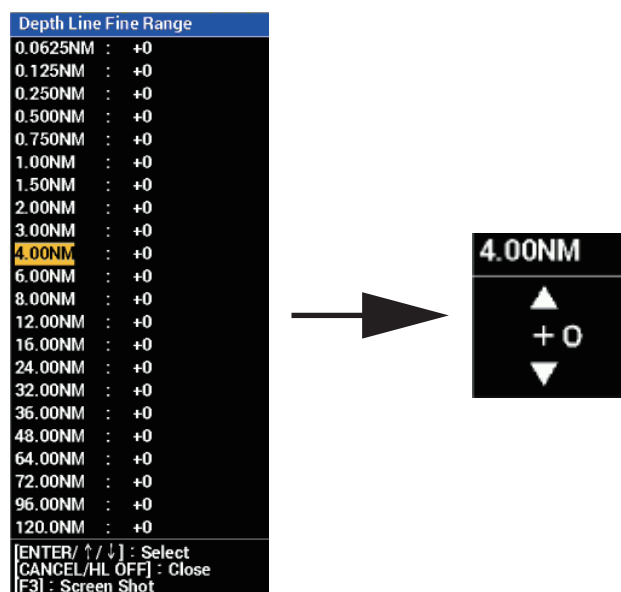 Depth Line Fine Range
0.0625NM : +0
0.125NM : +0
0.250NM : +0
0.500NM : +0
0.750NM : +0
1.00NM : +0
1.50NM : +0
2.00NM : +0
3.00NM : +0
4.00NM : +0
6.00NM : +0
8.00NM : +0
12.00NM : +0
16.00NM : +0
24.00NM : +0
32.00NM : +0
36.00NM : +0
48.00NM : +0
64.00NM : +0
72.00NM : +0
96.00NM : +0
120.0NM : +0
[ENTER/ ↑/↓] : Select
[CANCEL/HL OFF] : Close
[F3] : Screen Shot
4.00NM
▲
+0
▼